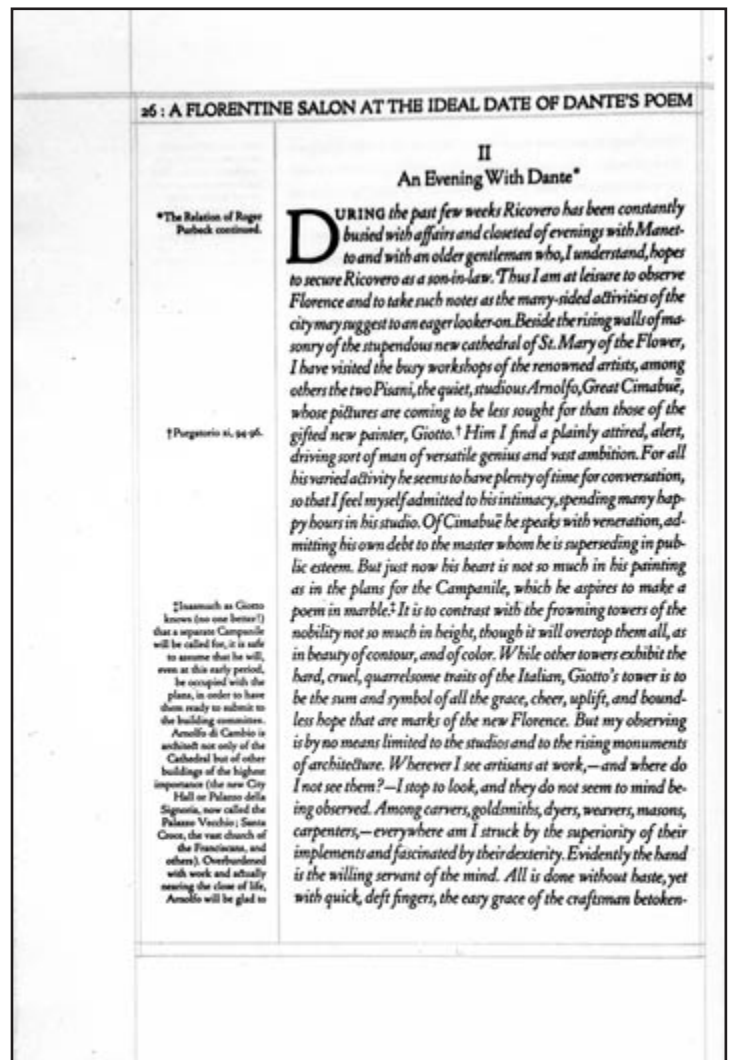 26 : A FLORENTINE SALON AT THE IDEAL DATE OF DANTE'S POEM
II
An Evening With Dante*
*The Relation of Roger
Purbeck continued.
DURING the past few weeks Ricovero has been constantly
busied with affairs and closeted of evenings with Manet-
to and with an older gentleman who, I understand, hopes
to secure Ricovero as a son-in-law. Thus I am at leisure to observe
Florence and to take such notes as the many-sided activities of the
city may suggest to an eager looker-on. Beside the rising walls of ma-
sonry of the stupendous new cathedral of St. Mary of the Flower,
I have visited the busy workshops of the renowned artists, among
others the two Pisani, the quiet, studious Arnolfo, Great Cimabuē,
whose pictures are coming to be less sought for than those of the
†Purgatorio xi, 94-96.
gifted new painter, Giotto.† Him I find a plainly attired, alert,
driving sort of man of versatile genius and vast ambition. For all
his varied activity he seems to have plenty of time for conversation,
so that I feel myself admitted to his intimacy, spending many hap-
py hours in his studio. Of Cimabuē he speaks with veneration, ad-
mitting his own debt to the master whom he is superseding in pub-
lic esteem. But just now his heart is not so much in his painting
as in the plans for the Campanile, which he aspires to make a
poem in marble.‡ It is to contrast with the frowning towers of the
nobility not so much in height, though it will overtop them all, as
in beauty of contour, and of color. While other towers exhibit the
hard, cruel, quarrelsome traits of the Italian, Giotto's tower is to
be the sum and symbol of all the grace, cheer, uplift, and bound-
less hope that are marks of the new Florence. But my observing
is by no means limited to the studios and to the rising monuments
of architecture. Wherever I see artisans at work,—and where do
I not see them?—I stop to look, and they do not seem to mind be-
ing observed. Among carvers, goldsmiths, dyers, weavers, masons,
carpenters,—everywhere am I struck by the superiority of their
implements and fascinated by their dexterity. Evidently the hand
is the willing servant of the mind. All is done without haste, yet
with quick, deft fingers, the easy grace of the craftsman betoken-
‡Inasmuch as Giotto
knows (no one better!)
that a separate Campanile
will be called for, it is safe
to assume that he will,
even at this early period,
be occupied with the
plans, in order to have
them ready to submit to
the building committee.
Arnolfo di Cambio is
architect not only of the
Cathedral but of other
buildings of the highest
importance (the new City
Hall or Palazzo della
Signoria, now called the
Palazzo Vecchio; Santa
Croce, the vast church of
the Franciscans, and
others). Overburdened
with work and actually
nearing the close of life,
Arnolfo will be glad to